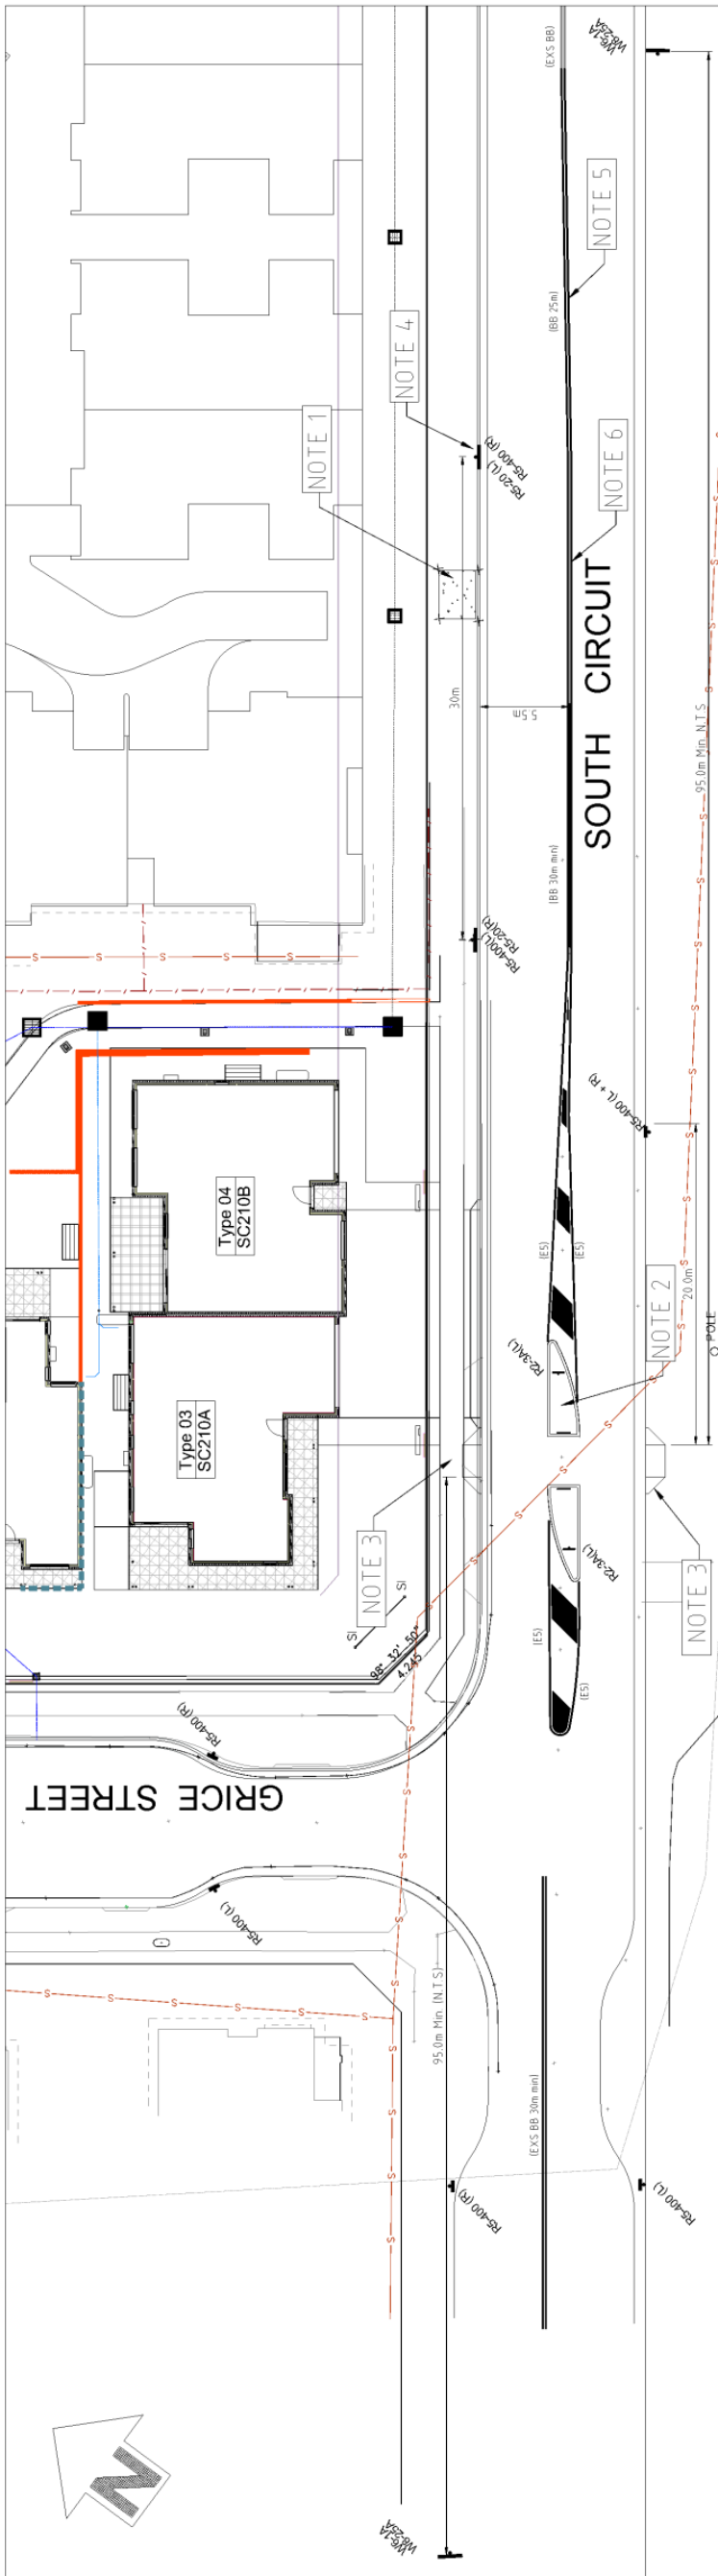 (EXS BB)
W6-1A
W8-25A
NOTE 5
(BB 25m)
NOTE 4
NOTE 1
R5-400 (R)
R5-20 (L)
NOTE 6
SOUTH CIRCUIT
30m
5.5m
95.0m Min N.T.S
(BB 30m min)
R5-20(R)
R5-400(L)
R5-400 (L + R)
Type 04
SC210B
(E5)
(E5)
NOTE 2
20.0m
POLE
R2-3A(L)
Type 03
SC210A
NOTE 3
R2-3A(L)
NOTE 3
SI
SI
98° 32' 50"
4.245
(E5)
(E5)
R5-400 (R)
GRICE STREET
R5-400 (L)
95.0m Min (N.T.S)
(EXS BB 30m min)
R5-400 (R)
R5-400 (L)
N
W6-1A
W8-25A